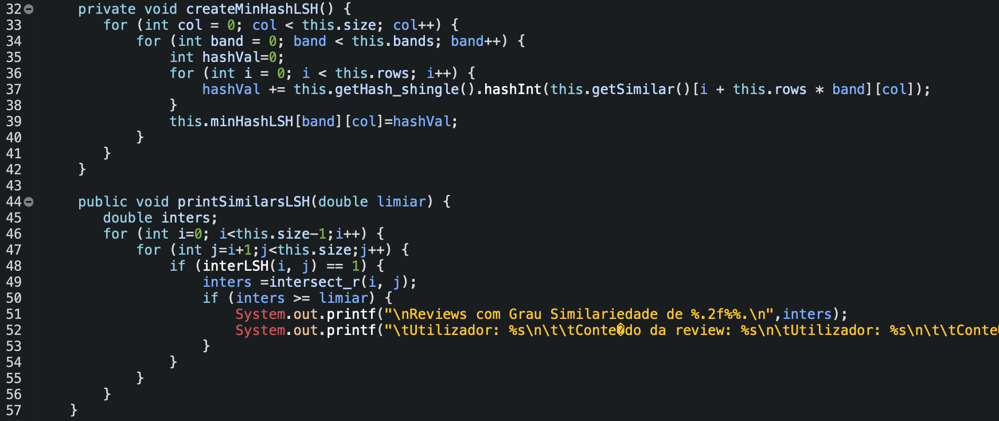 32 private void createMinHashLSH() {
33 for (int col = 0; col < this.size; col++) {
34 for (int band = 0; band < this.bands; band++) {
35 int hashVal=0;
36 for (int i = 0; i < this.rows; i++) {
37 hashVal += this.getHash_shingle().hashInt(this.getSimilar()[i + this.rows * band][col]);
38 }
39 this.minHashLSH[band][col]=hashVal;
40 }
41 }
42 }
43
44 public void printSimilarsLSH(double limiar) {
45 double inters;
46 for (int i=0; i<this.size-1;i++) {
47 for (int j=i+1;j<this.size;j++) {
48 if (interLSH(i, j) == 1) {
49 inters =intersect_r(i, j);
50 if (inters >= limiar) {
51 System.out.printf("\nReviews com Grau Similariedade de %.2f%%.\n",inters);
52 System.out.printf("\tUtilizador: %s\n\t\tConte�do da review: %s\n\tUtilizador: %s\n\t\tConte
53 }
54 }
55 }
56 }
57 }